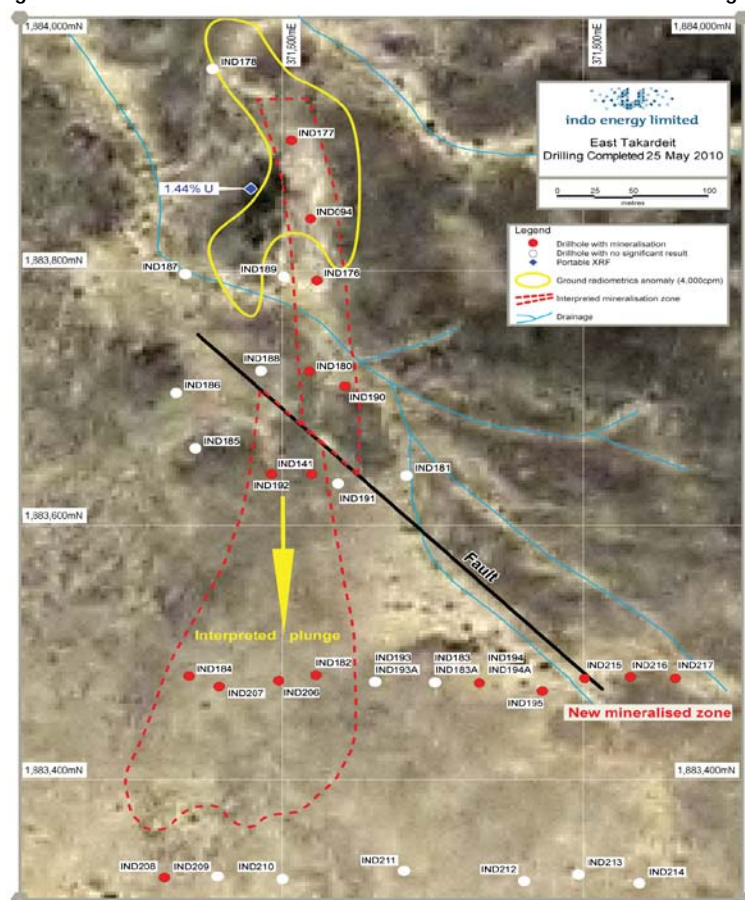 g
g
1,884,000mN
371,600mE
371,800mE
1,884,000mN
IND178
indo energy limited
East Takardeit
Drilling Completed 25 May 2010
0 25 50 100
metres
IND177
1.44% U
IND094
Legend
Drillhole with mineralisation
Drillhole with no significant result
Portable XRF
Ground radiometrics anomaly (4,000cpm)
Interpreted mineralisation zone
Drainage
1,883,800mN
IND187
IND189
IND176
IND188
IND180
IND186
IND190
IND185
IND141
IND181
IND192
IND191
1,883,600mN
Fault
Interpreted plunge
IND193 IND183 IND194
IND193A IND183A IND194A
IND215 IND216 IND217
IND184
IND182
IND207
IND206
IND195
New mineralised zone
1,883,400mN
1,883,400mN
IND208 IND209 IND210
IND211
IND212
IND213
IND214